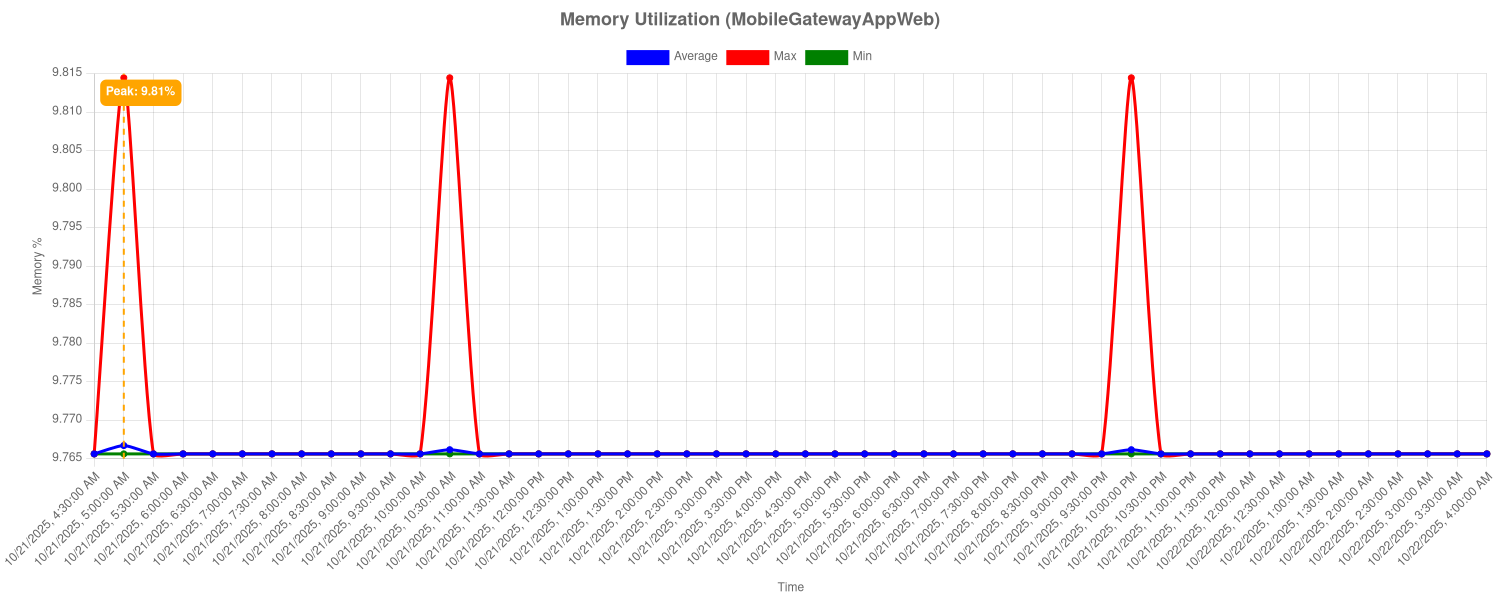 Memory Utilization (MobileGatewayAppWeb)
Average Max Min
9.815
Peak: 9.81%
9.810
9.805
9.800
9.795
9.790
9.785
9.780
9.775
9.770
9.765
Memory %
10/21/2025, 4:30:00 AM
10/21/2025, 5:00:00 AM
10/21/2025, 5:30:00 AM
10/21/2025, 6:00:00 AM
10/21/2025, 6:30:00 AM
10/21/2025, 7:00:00 AM
10/21/2025, 7:30:00 AM
10/21/2025, 8:00:00 AM
10/21/2025, 8:30:00 AM
10/21/2025, 9:00:00 AM
10/21/2025, 9:30:00 AM
10/21/2025, 10:00:00 AM
10/21/2025, 10:30:00 AM
10/21/2025, 11:00:00 AM
10/21/2025, 11:30:00 AM
10/21/2025, 12:00:00 PM
10/21/2025, 12:30:00 PM
10/21/2025, 1:00:00 PM
10/21/2025, 1:30:00 PM
10/21/2025, 2:00:00 PM
10/21/2025, 2:30:00 PM
10/21/2025, 3:00:00 PM
10/21/2025, 3:30:00 PM
10/21/2025, 4:00:00 PM
10/21/2025, 4:30:00 PM
10/21/2025, 5:00:00 PM
10/21/2025, 5:30:00 PM
10/21/2025, 6:00:00 PM
10/21/2025, 6:30:00 PM
10/21/2025, 7:00:00 PM
10/21/2025, 7:30:00 PM
10/21/2025, 8:00:00 PM
10/21/2025, 8:30:00 PM
10/21/2025, 9:00:00 PM
10/21/2025, 9:30:00 PM
10/21/2025, 10:00:00 PM
10/21/2025, 10:30:00 PM
10/21/2025, 11:00:00 PM
10/21/2025, 11:30:00 PM
10/22/2025, 12:00:00 AM
10/22/2025, 12:30:00 AM
10/22/2025, 1:00:00 AM
10/22/2025, 1:30:00 AM
10/22/2025, 2:00:00 AM
10/22/2025, 2:30:00 AM
10/22/2025, 3:00:00 AM
10/22/2025, 3:30:00 AM
10/22/2025, 4:00:00 AM
Time